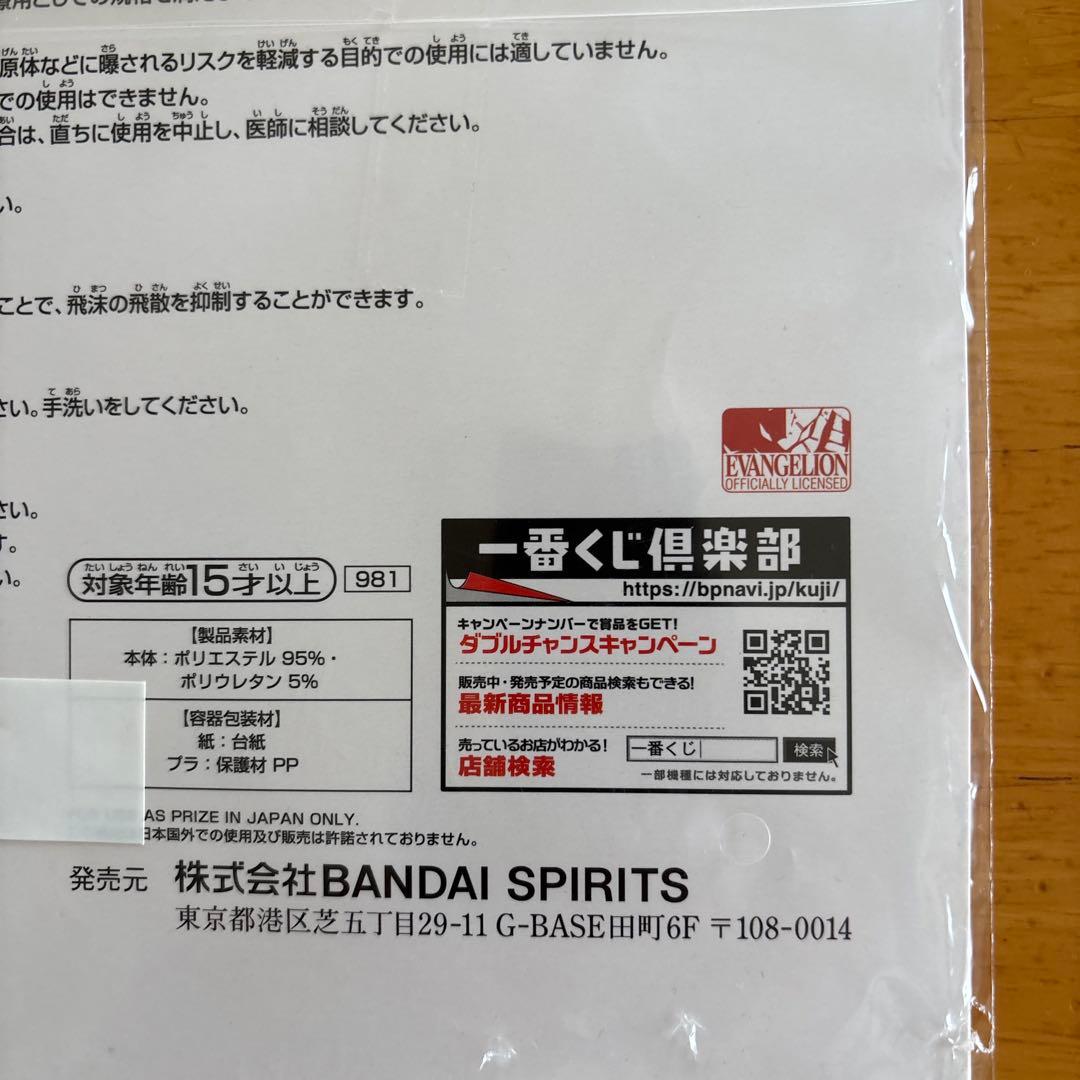 原体などに曝されるリスクを軽減する目的での使用には適していません。
での使用はできません。
合は、直ちに使用を中止し、医師に相談してください。
い。
ことで、飛沫の飛散を抑制することができます。
さい。手洗いをしてください。
さい。
す。
い。
EVANGELION
OFFICIALLY LICENSED
対象年齢15才以上
981
【製品素材】
本体：ポリエステル 95%・
ポリウレタン 5%
【容器包装材】
紙：台紙
プラ：保護材 PP
一番くじ倶楽部
https://bpnavi.jp/kuji/
キャンペーンナンバーで賞品をGET!
ダブルチャンスキャンペーン
販売中・発売予定の商品検索もできる!
最新商品情報
売っているお店がわかる!
店舗検索
一番くじ
検索
一部機種には対応しておりません。
AS PRIZE IN JAPAN ONLY.
日本国外での使用及び販売は許諾されておりません。
発売元 株式会社BANDAI SPIRITS
東京都港区芝五丁目29-11 G-BASE田町6F 〒108-0014